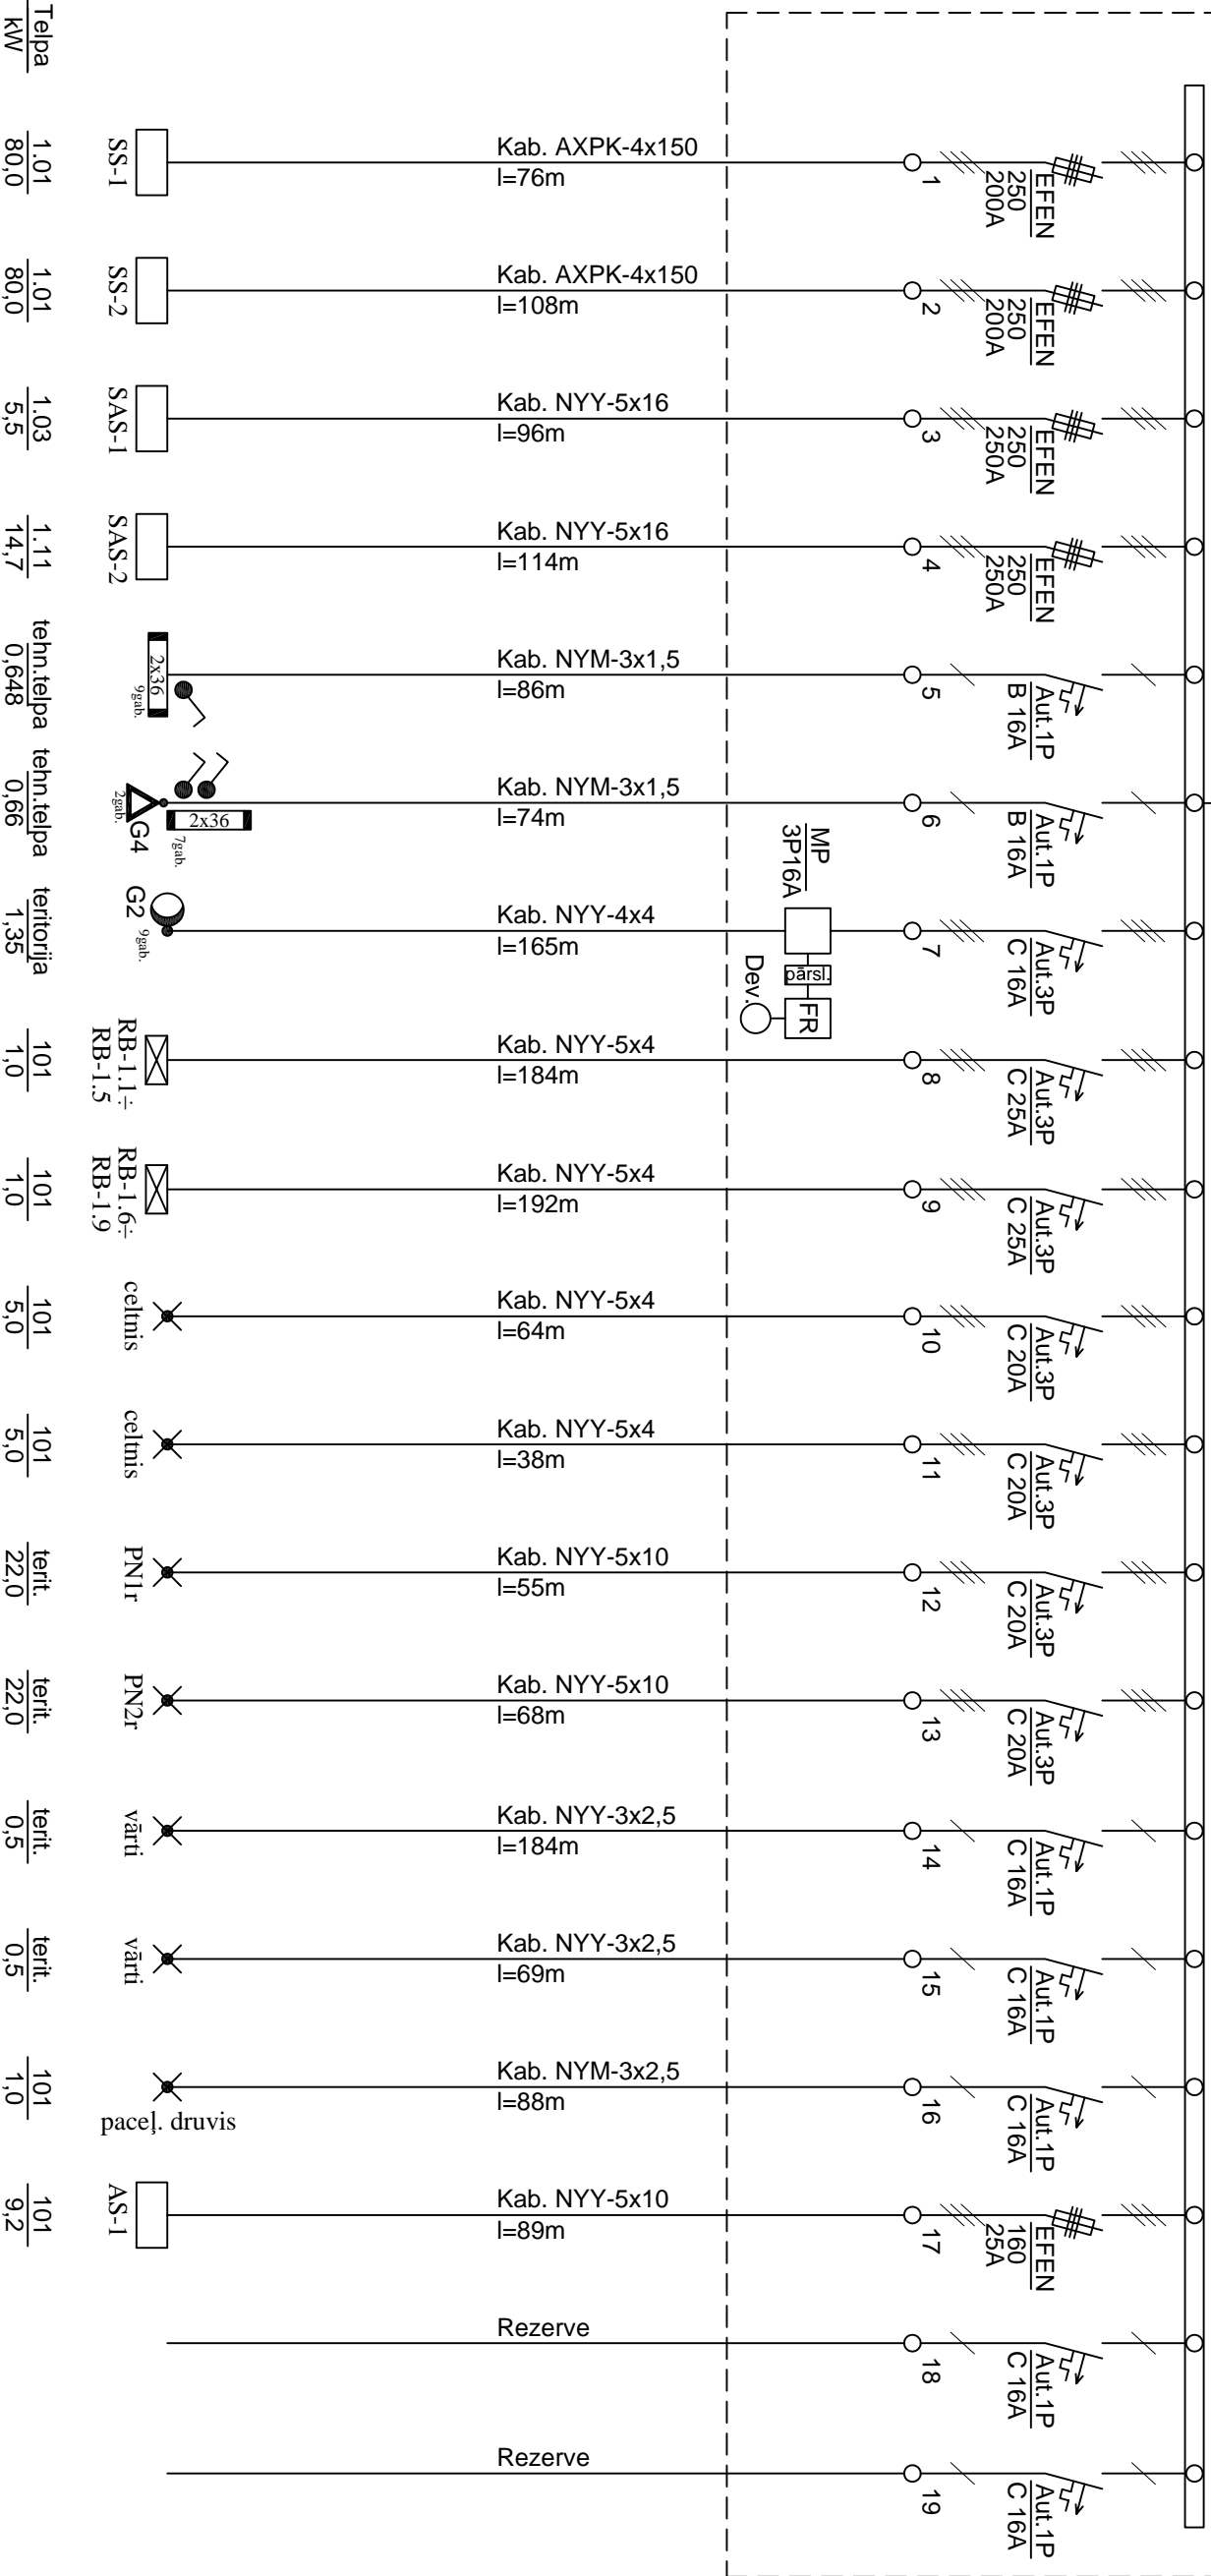 Telpa
kW
1.01
80,0
SS-1
Kab. AXPK-4x150
l=76m
1
EFEN
250
200A
1.01
80,0
SS-2
Kab. AXPK-4x150
l=108m
2
EFEN
250
200A
1.03
5,5
SAS-1
Kab. NYY-5x16
l=96m
3
EFEN
250
250A
1.11
14,7
SAS-2
Kab. NYY-5x16
l=114m
4
EFEN
250
250A
tehn.telpa
0,648
2x36
9gab.
Kab. NYM-3x1,5
l=86m
5
Aut.1P
B 16A
tehn.telpa
0,66
G4
2gab.
2x36
7gab.
Kab. NYM-3x1,5
l=74m
6
Aut.1P
B 16A
teritorija
1,35
G2
9gab.
Kab. NYY-4x4
l=165m
MP
3P16A
pārsl.
FR
Dev.
7
Aut.3P
C 16A
101
1,0
RB-1.1÷
RB-1.5
Kab. NYY-5x4
l=184m
8
Aut.3P
C 25A
101
1,0
RB-1.6÷
RB-1.9
Kab. NYY-5x4
l=192m
9
Aut.3P
C 25A
101
5,0
celtnis
Kab. NYY-5x4
l=64m
10
Aut.3P
C 20A
101
5,0
celtnis
Kab. NYY-5x4
l=38m
11
Aut.3P
C 20A
terit.
22,0
PN1r
Kab. NYY-5x10
l=55m
12
Aut.3P
C 20A
terit.
22,0
PN2r
Kab. NYY-5x10
l=68m
13
Aut.3P
C 20A
terit.
0,5
vārti
Kab. NYY-3x2,5
l=184m
14
Aut.1P
C 16A
terit.
0,5
vārti
Kab. NYY-3x2,5
l=69m
15
Aut.1P
C 16A
101
1,0
paceļ. druvis
Kab. NYM-3x2,5
l=88m
16
Aut.1P
C 16A
101
9,2
AS-1
Kab. NYY-5x10
l=89m
17
EFEN
160
25A
Rezerve
18
Aut.1P
C 16A
Rezerve
19
Aut.1P
C 16A